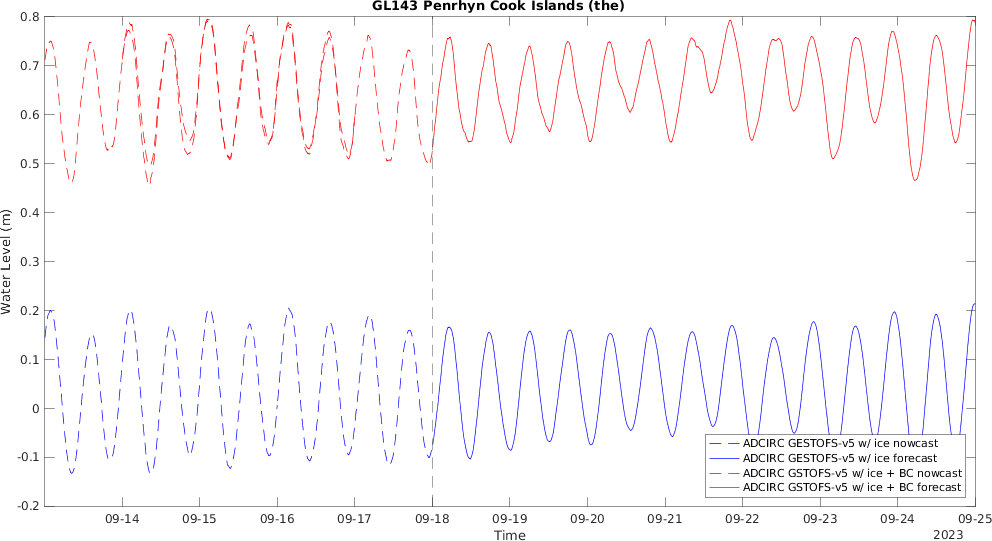 GL143 Penrhyn Cook Islands (the)
0.8
0.7
0.6
0.5
0.4
0.3
0.2
0.1
0
-0.1
-0.2
Water Level (m)
ADCIRC GESTOFS-v5 w/ ice nowcast
ADCIRC GESTOFS-v5 w/ ice forecast
ADCIRC GSTOFS-v5 w/ ice + BC nowcast
ADCIRC GSTOFS-v5 w/ ice + BC forecast
09-14 09-15 09-16 09-17 09-18 09-19 09-20 09-21 09-22 09-23 09-24 09-25
Time
2023